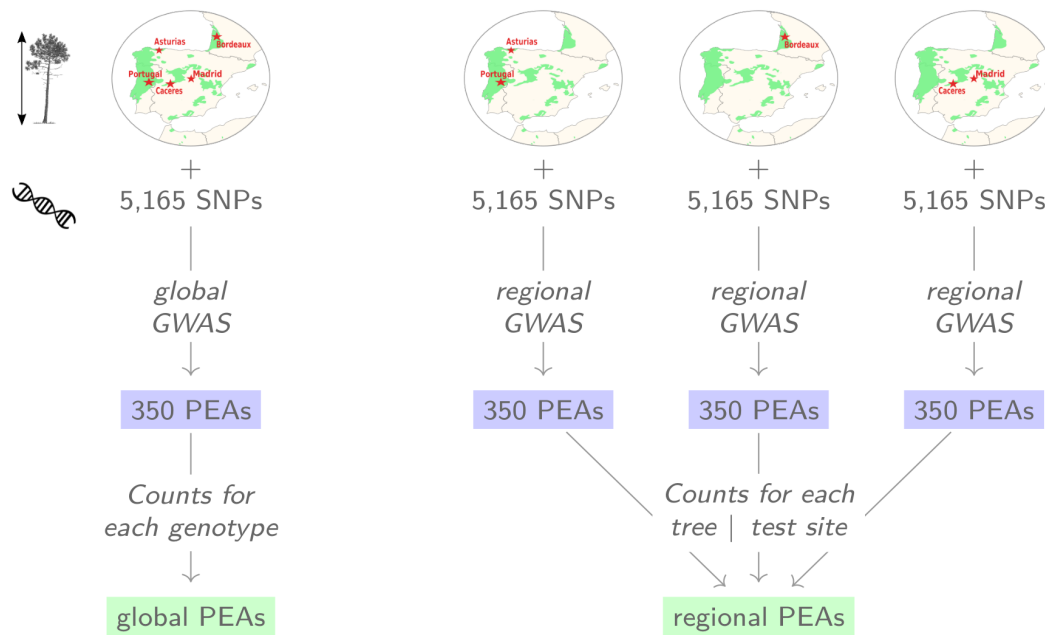 Asturias
Bordeaux
Portugal
Madrid
Caceres
Asturias
Portugal
Bordeaux
Madrid
Caceres
+
+
+
+
5,165 SNPs
5,165 SNPs
5,165 SNPs
5,165 SNPs
global
GWAS
regional
GWAS
regional
GWAS
regional
GWAS
350 PEAs
350 PEAs
350 PEAs
350 PEAs
Counts for
each genotype
Counts for each
tree | test site
global PEAs
regional PEAs